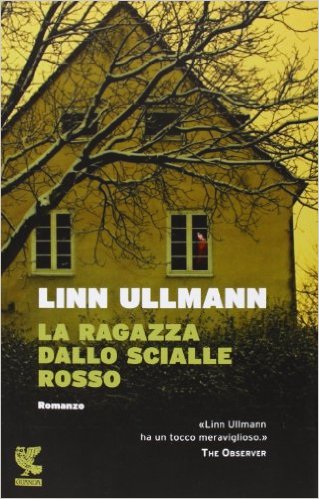 LINN ULLMANN
LA RAGAZZA
DALLO SCIALLE
ROSSO
Romanzo
«Linn Ullmann
ha un tocco meraviglioso.»
THE OBSERVER
GUANDA